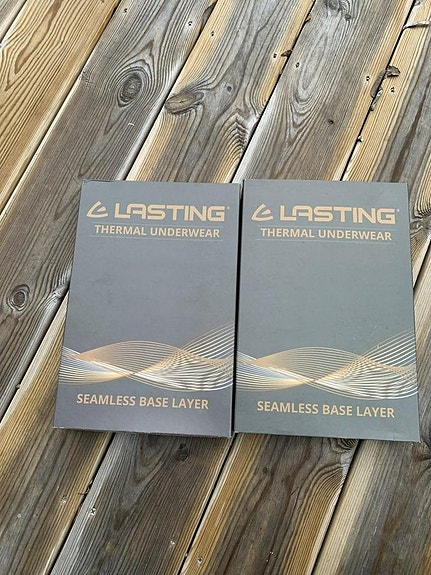 LASTING®
THERMAL UNDERWEAR
SEAMLESS BASE LAYER
LASTING®
THERMAL UNDERWEAR
SEAMLESS BASE LAYER